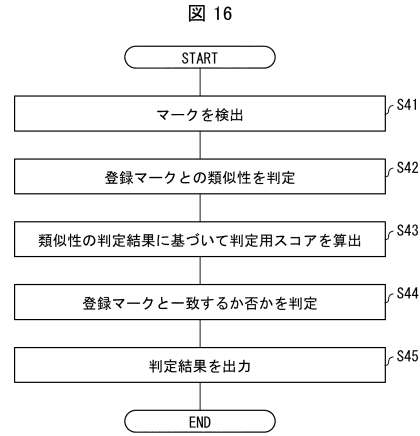 図 16
START
マークを検出
S41
登録マークとの類似性を判定
S42
類似性の判定結果に基づいて判定用スコアを算出
S43
登録マークと一致するか否かを判定
S44
判定結果を出力
S45
END